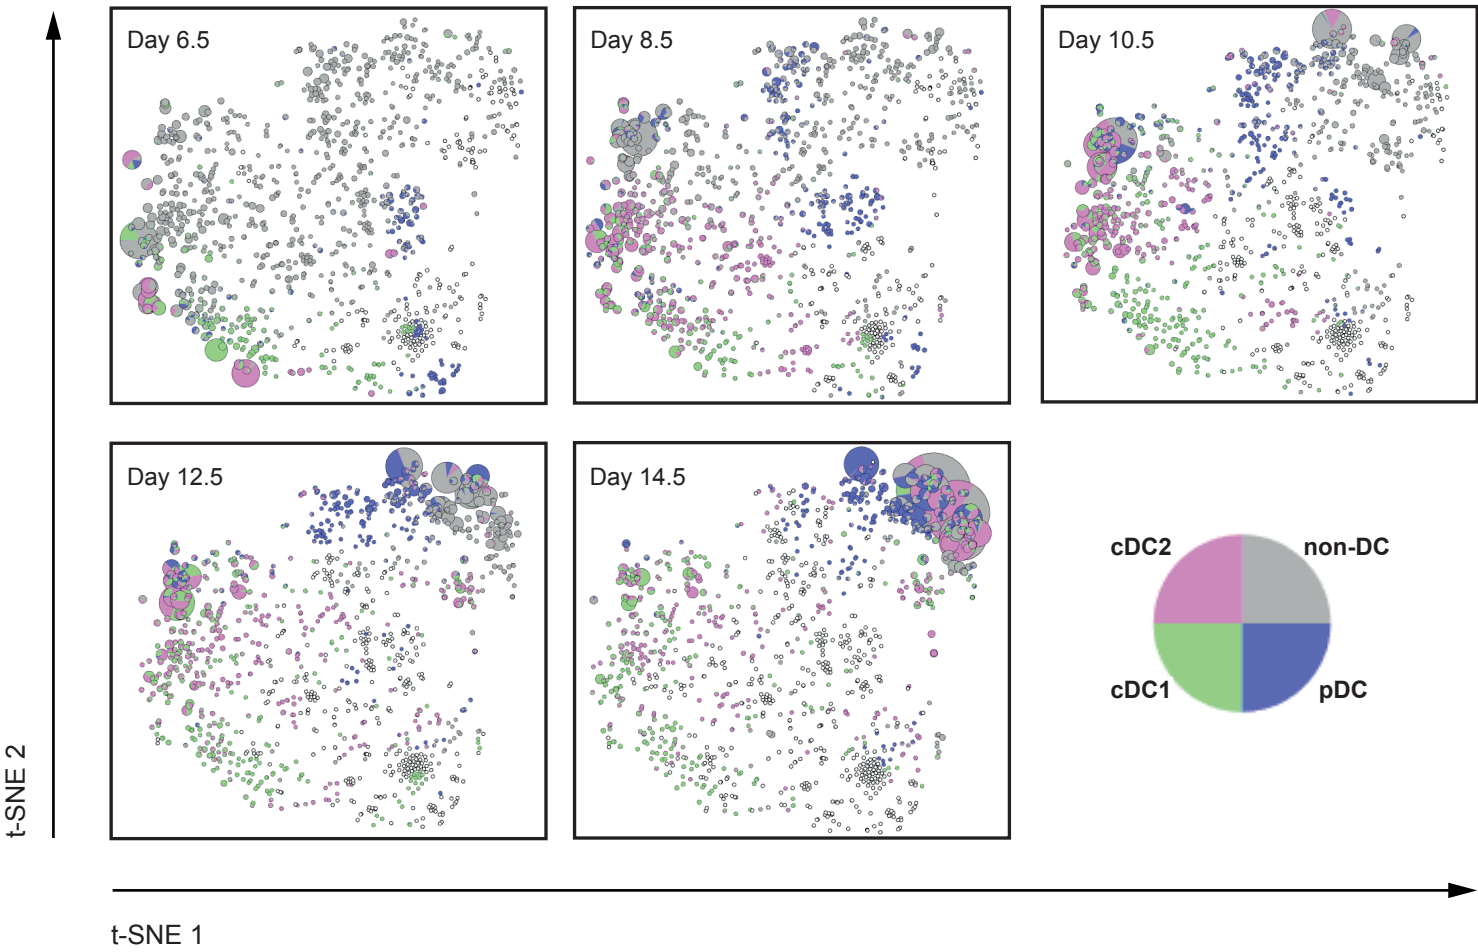 Day 6.5
Day 8.5
Day 10.5
Day 12.5
Day 14.5
cDC2
non-DC
cDC1
pDC
t-SNE 2
t-SNE 1